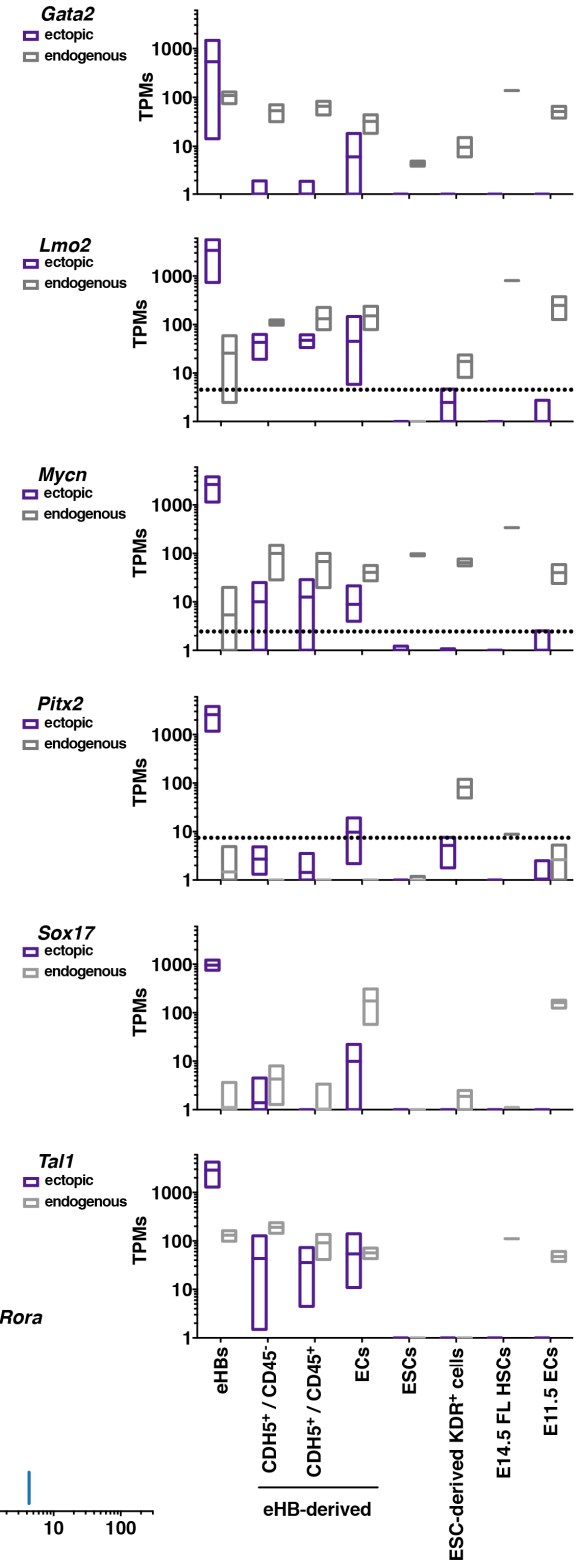 Gata2
ectopic
endogenous
TPMs
1000
100
10
1
Lmo2
ectopic
endogenous
TPMs
1000
100
10
1
Mycn
ectopic
endogenous
TPMs
1000
100
10
1
Pitx2
ectopic
endogenous
TPMs
1000
100
10
1
Sox17
ectopic
endogenous
TPMs
1000
100
10
1
Tal1
ectopic
endogenous
TPMs
1000
100
10
1
Rora
eHBs
CDH5⁺ / CD45⁻
CDH5⁺ / CD45⁺
ECs
ESCs
ESC-derived KDR⁺ cells
E14.5 FL HSCs
E11.5 ECs
eHB-derived
10 100